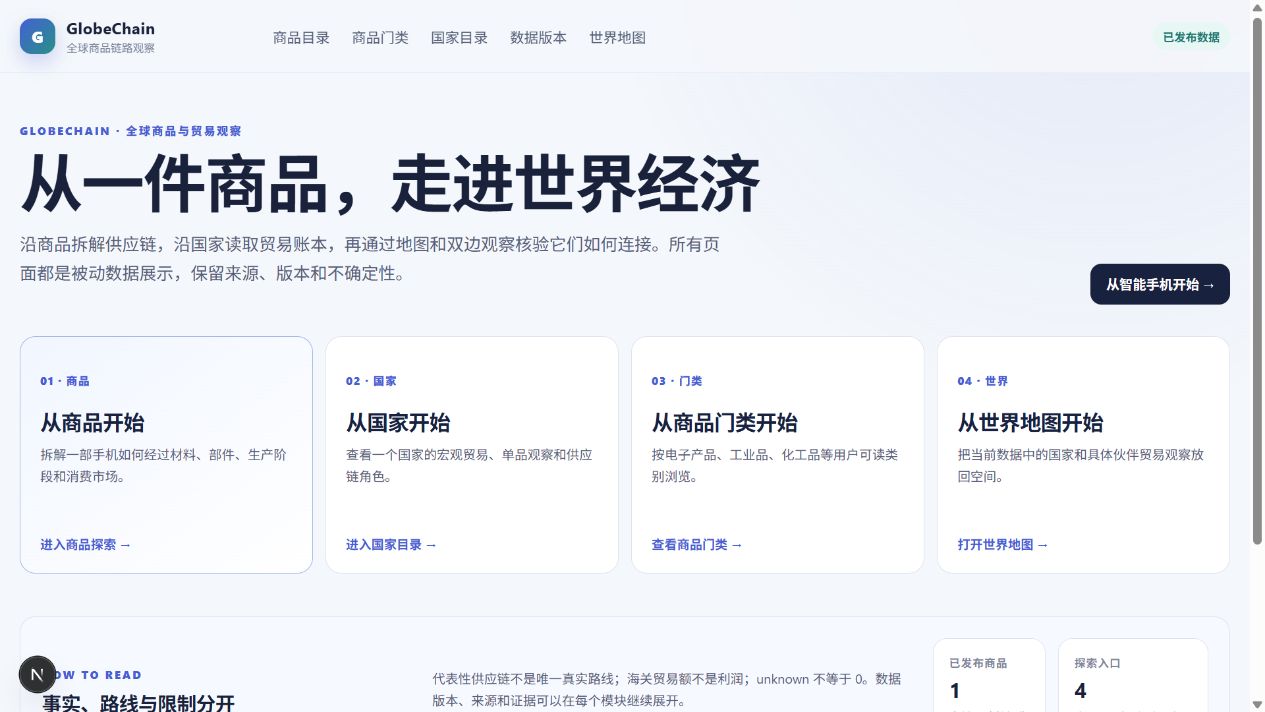 G
GlobeChain
全球商品链路观察
商品目录
商品门类
国家目录
数据版本
世界地图
已发布数据
GLOBECHAIN · 全球商品与贸易观察
从一件商品，走进世界经济
沿商品拆解供应链，沿国家读取贸易账本，再通过地图和双边观察核验它们如何连接。所有页
面都是被动数据展示，保留来源、版本和不确定性。
从智能手机开始 →
01 · 商品
从商品开始
拆解一部手机如何经过材料、部件、生产阶
段和消费市场。
进入商品探索 →
02 · 国家
从国家开始
查看一个国家的宏观贸易、单品观察和供应
链角色。
进入国家目录 →
03 · 门类
从商品门类开始
按电子产品、工业品、化工品等用户可读类
别浏览。
查看商品门类 →
04 · 世界
从世界地图开始
把当前数据中的国家和具体伙伴贸易观察放
回空间。
打开世界地图 →
N
OW TO READ
事实、路线与限制分开
代表性供应链不是唯一真实路线；海关贸易额不是利润；unknown 不等于 0。数据
版本、来源和证据可以在每个模块继续展开。
已发布商品
1
探索入口
4